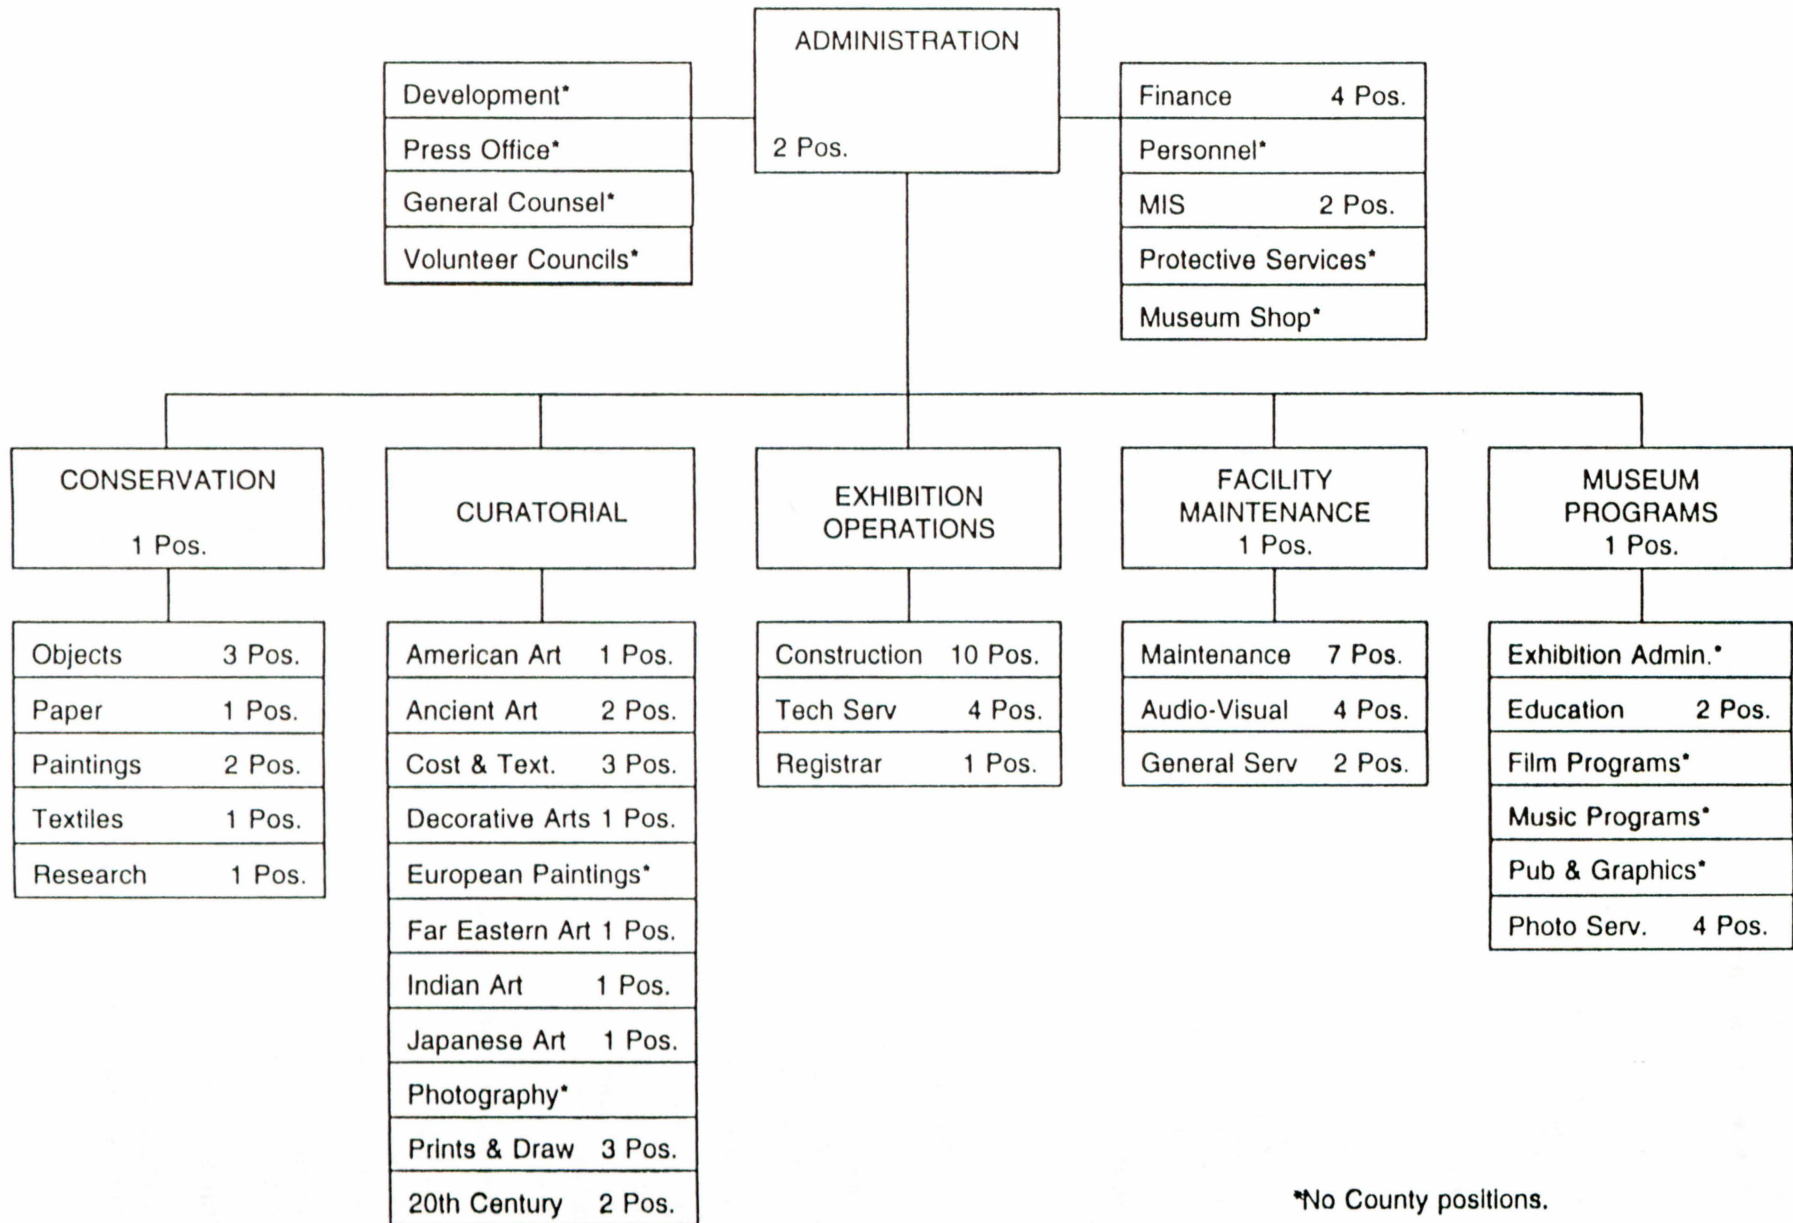 ADMINISTRATION
2 Pos.
Development*
Press Office*
General Counsel*
Volunteer Councils*
Finance 4 Pos.
Personnel*
MIS 2 Pos.
Protective Services*
Museum Shop*
CONSERVATION
1 Pos.
Objects 3 Pos.
Paper 1 Pos.
Paintings 2 Pos.
Textiles 1 Pos.
Research 1 Pos.
CURATORIAL
American Art 1 Pos.
Ancient Art 2 Pos.
Cost & Text. 3 Pos.
Decorative Arts 1 Pos.
European Paintings*
Far Eastern Art 1 Pos.
Indian Art 1 Pos.
Japanese Art 1 Pos.
Photography*
Prints & Draw 3 Pos.
20th Century 2 Pos.
EXHIBITION
OPERATIONS
Construction 10 Pos.
Tech Serv 4 Pos.
Registrar 1 Pos.
FACILITY
MAINTENANCE
1 Pos.
Maintenance 7 Pos.
Audio-Visual 4 Pos.
General Serv 2 Pos.
MUSEUM
PROGRAMS
1 Pos.
Exhibition Admin.*
Education 2 Pos.
Film Programs*
Music Programs*
Pub & Graphics*
Photo Serv. 4 Pos.
*No County positions.